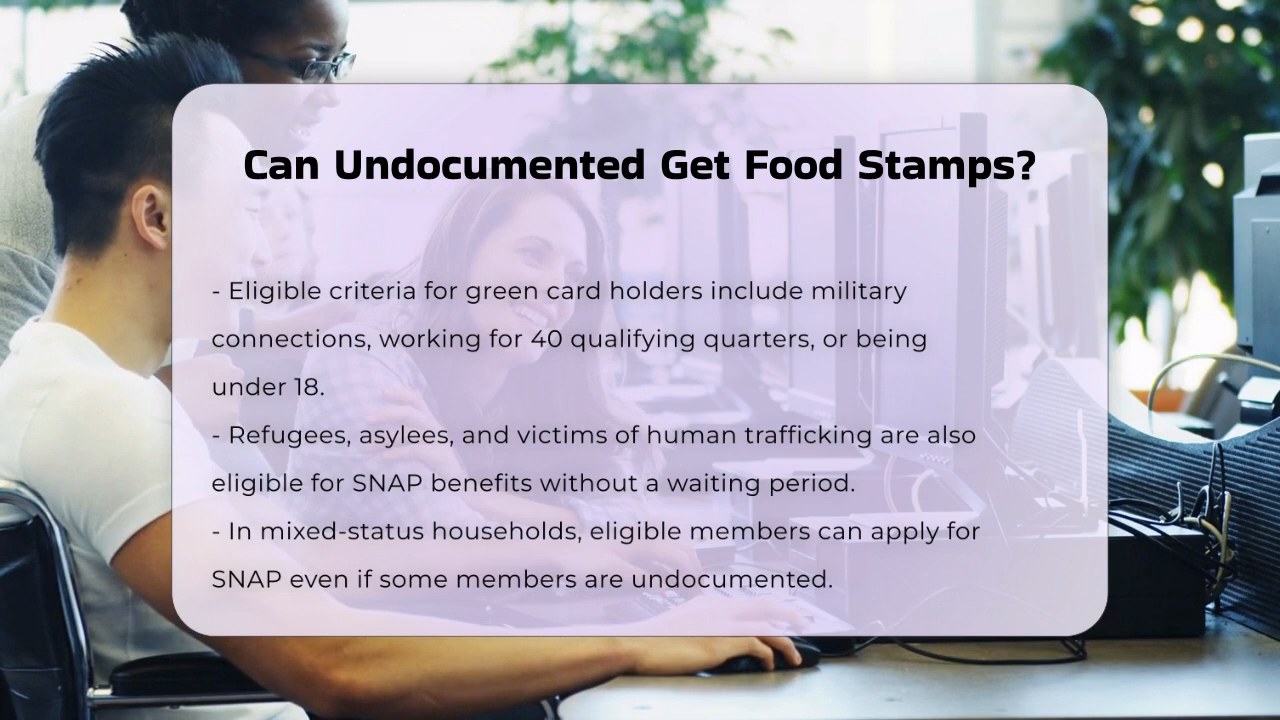 Can Undocumented Get Food Stamps?
- Eligible criteria for green card holders include military
connections, working for 40 qualifying quarters, or being
under 18.
- Refugees, asylees, and victims of human trafficking are also
eligible for SNAP benefits without a waiting period.
- In mixed-status households, eligible members can apply for
SNAP even if some members are undocumented.